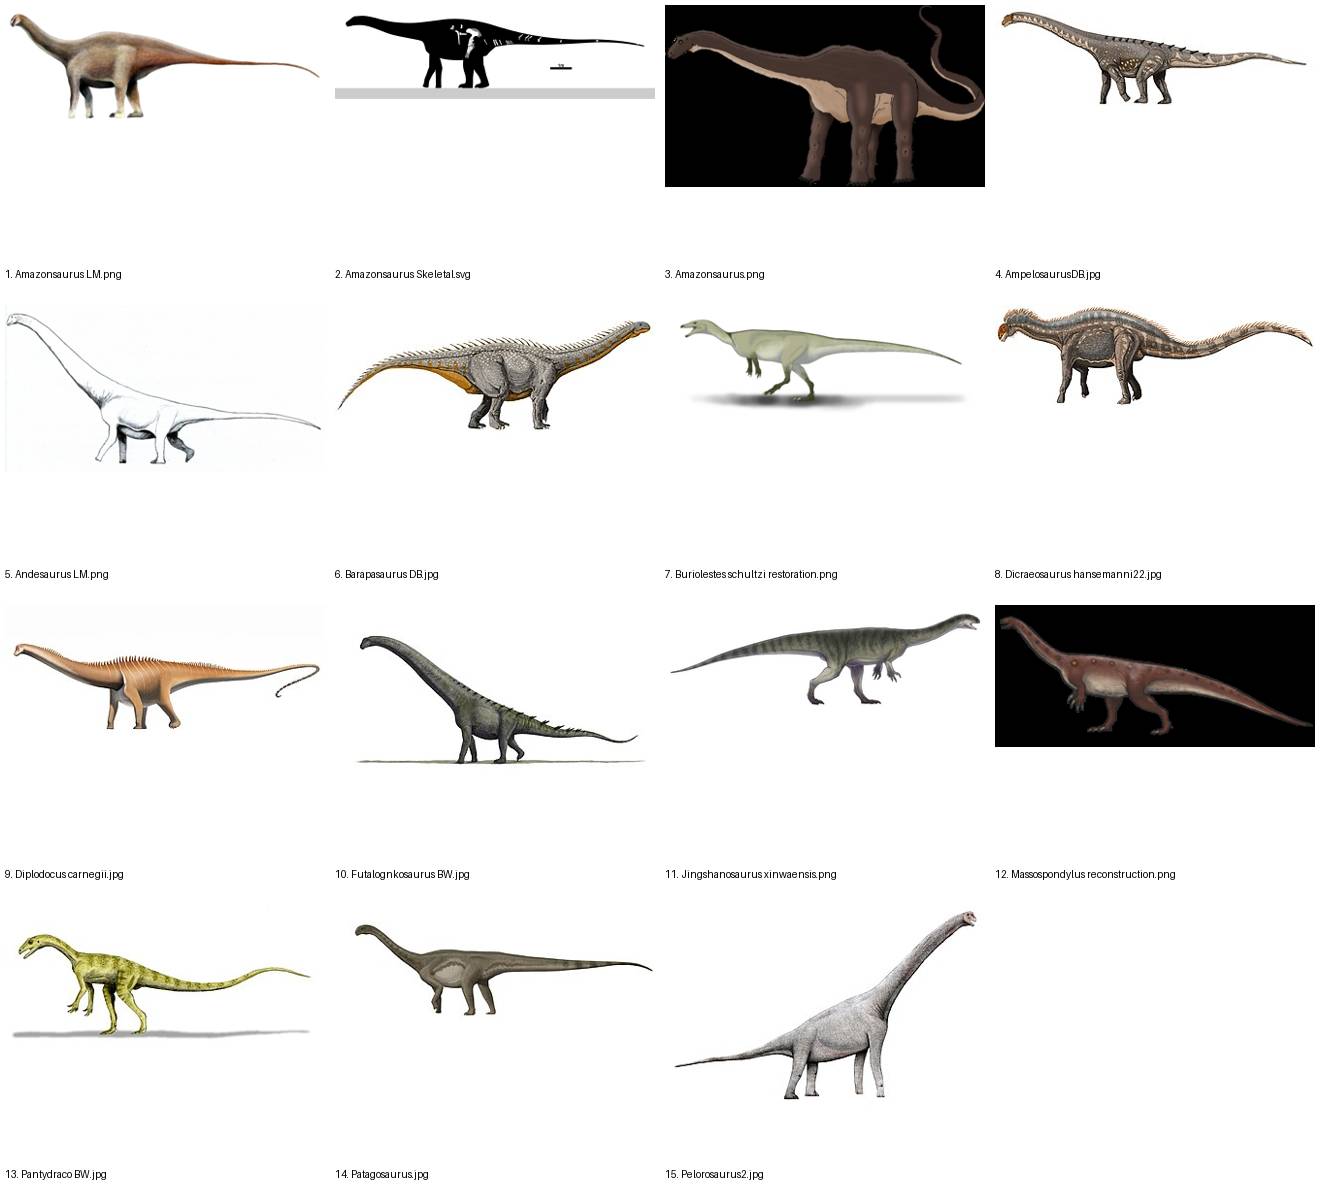 1. Amazonsaurus LM.png
2. Amazonsaurus Skeletal.svg
3. Amazonsaurus.png
4. AmpelosaurusDB.jpg
5. Andesaurus LM.png
6. Barapasaurus DB.jpg
7. Buriolestes schultzi restoration.png
8. Dicraeosaurus hansemanni22.jpg
9. Diplodocus carnegii.jpg
10. Futalognkosaurus BW.jpg
11. Jingshanosaurus xinwaensis.png
12. Massospondylus reconstruction.png
13. Pantydraco BW.jpg
14. Patagosaurus.jpg
15. Pelorosaurus2.jpg